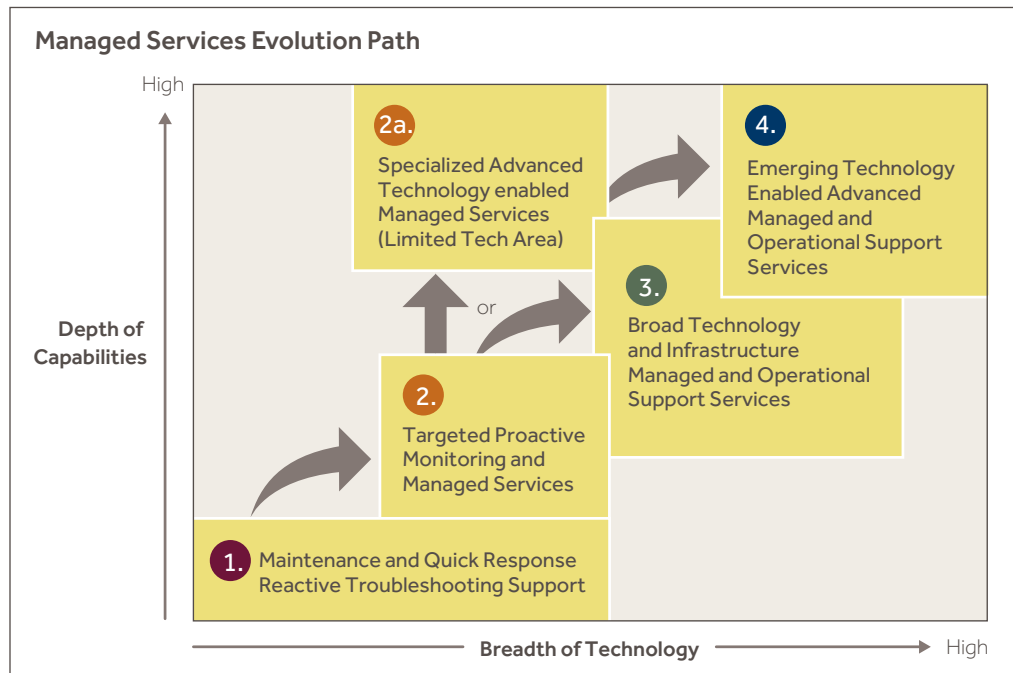 Managed Services Evolution Path
High
2a.
Specialized Advanced
Technology enabled
Managed Services
(Limited Tech Area)
4.
Emerging Technology
Enabled Advanced
Managed and
Operational Support
Services
or
3.
Broad Technology
and Infrastructure
Managed and Operational
Support Services
Depth of
Capabilities
2.
Targeted Proactive
Monitoring and
Managed Services
1.
Maintenance and Quick Response
Reactive Troubleshooting Support
Breadth of Technology
High